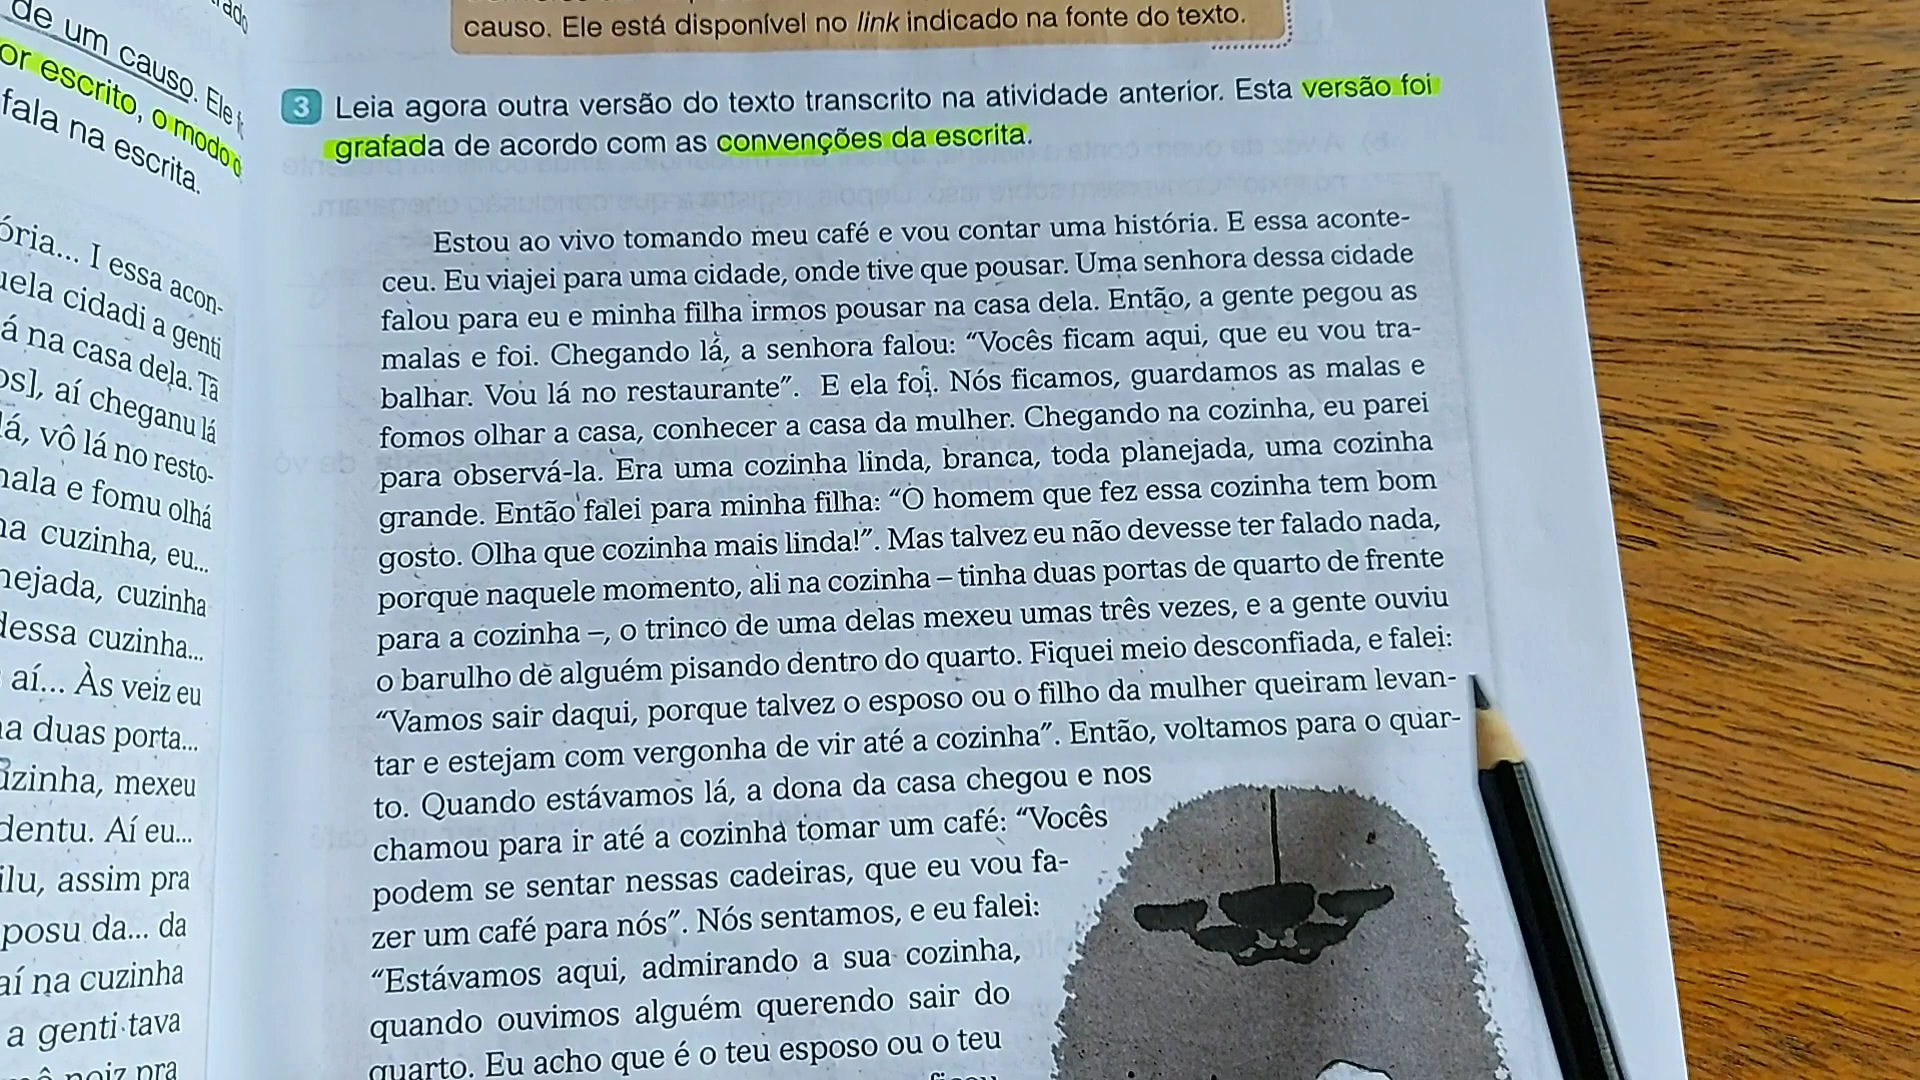 rado
de um causo. Ele
or escrito, o modo
fala na escrita.
ória... I essa acon-
uela cidadi a genti
á na casa dela. Tá
os], aí cheganu lá
lá, vô lá no resto-
mala e fomu olhá
na cuzinha, eu...
nejada, cuzinha
dessa cuzinha...
aí... Às veiz eu
na duas porta...
uzinha, mexeu
dentu. Aí eu...
ilu, assim pra
posu da... da
aí na cuzinha
a genti tava
noiz pra
causo. Ele está disponível no link indicado na fonte do texto.
3 Leia agora outra versão do texto transcrito na atividade anterior. Esta versão foi
grafada de acordo com as convenções da escrita.
Estou ao vivo tomando meu café e vou contar uma história. E essa aconte-
ceu. Eu viajei para uma cidade, onde tive que pousar. Uma senhora dessa cidade
falou para eu e minha filha irmos pousar na casa dela. Então, a gente pegou as
malas e foi. Chegando lá, a senhora falou: “Vocês ficam aqui, que eu vou tra-
balhar. Vou lá no restaurante”. E ela foi. Nós ficamos, guardamos as malas e
fomos olhar a casa, conhecer a casa da mulher. Chegando na cozinha, eu parei
para observá-la. Era uma cozinha linda, branca, toda planejada, uma cozinha
grande. Então falei para minha filha: “O homem que fez essa cozinha tem bom
gosto. Olha que cozinha mais linda!”. Mas talvez eu não devesse ter falado nada,
porque naquele momento, ali na cozinha – tinha duas portas de quarto de frente
para a cozinha –, o trinco de uma delas mexeu umas três vezes, e a gente ouviu
o barulho de alguém pisando dentro do quarto. Fiquei meio desconfiada, e falei:
“Vamos sair daqui, porque talvez o esposo ou o filho da mulher queiram levan-
tar e estejam com vergonha de vir até a cozinha”. Então, voltamos para o quar-
to. Quando estávamos lá, a dona da casa chegou e nos
chamou para ir até a cozinha tomar um café: “Vocês
podem se sentar nessas cadeiras, que eu vou fa-
zer um café para nós”. Nós sentamos, e eu falei:
“Estávamos aqui, admirando a sua cozinha,
quando ouvimos alguém querendo sair do
quarto. Eu acho que é o teu esposo ou o teu